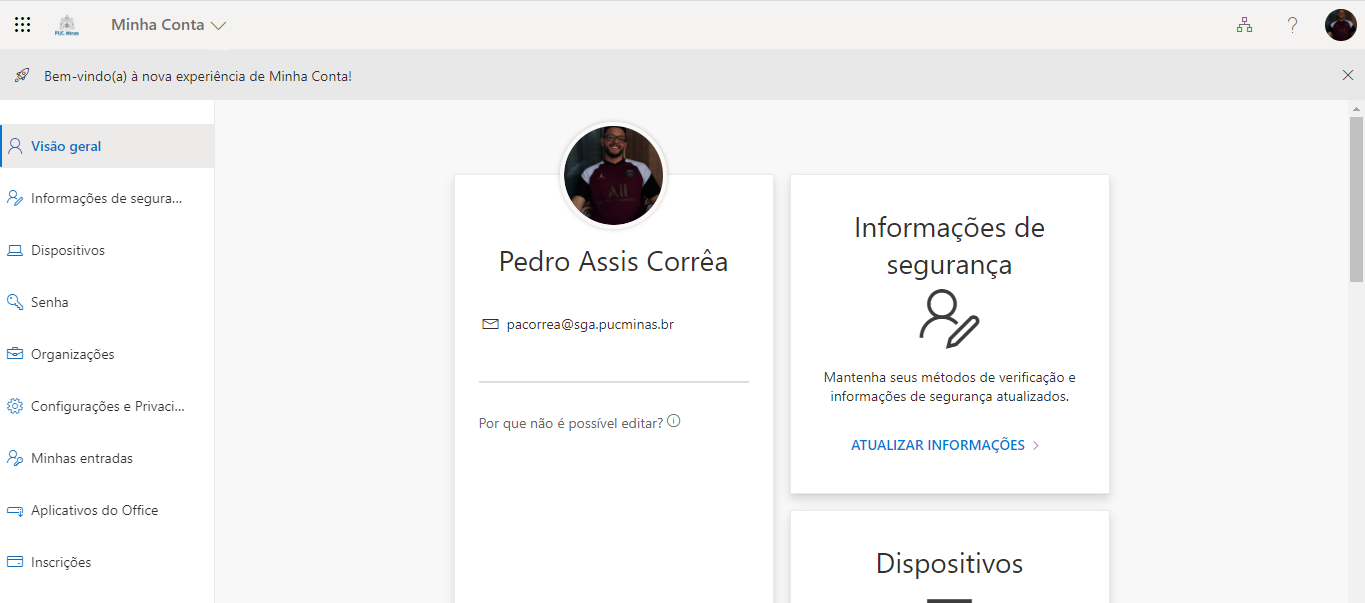 PUC Minas
Minha Conta
Bem-vindo(a) à nova experiência de Minha Conta!
Visão geral
Informações de segura...
Dispositivos
Senha
Organizações
Configurações e Privaci...
Minhas entradas
Aplicativos do Office
Inscrições
ALL
Pedro Assis Corrêa
pacorrea@sga.pucminas.br
Por que não é possível editar?
Informações de
segurança
Mantenha seus métodos de verificação e
informações de segurança atualizados.
ATUALIZAR INFORMAÇÕES
Dispositivos